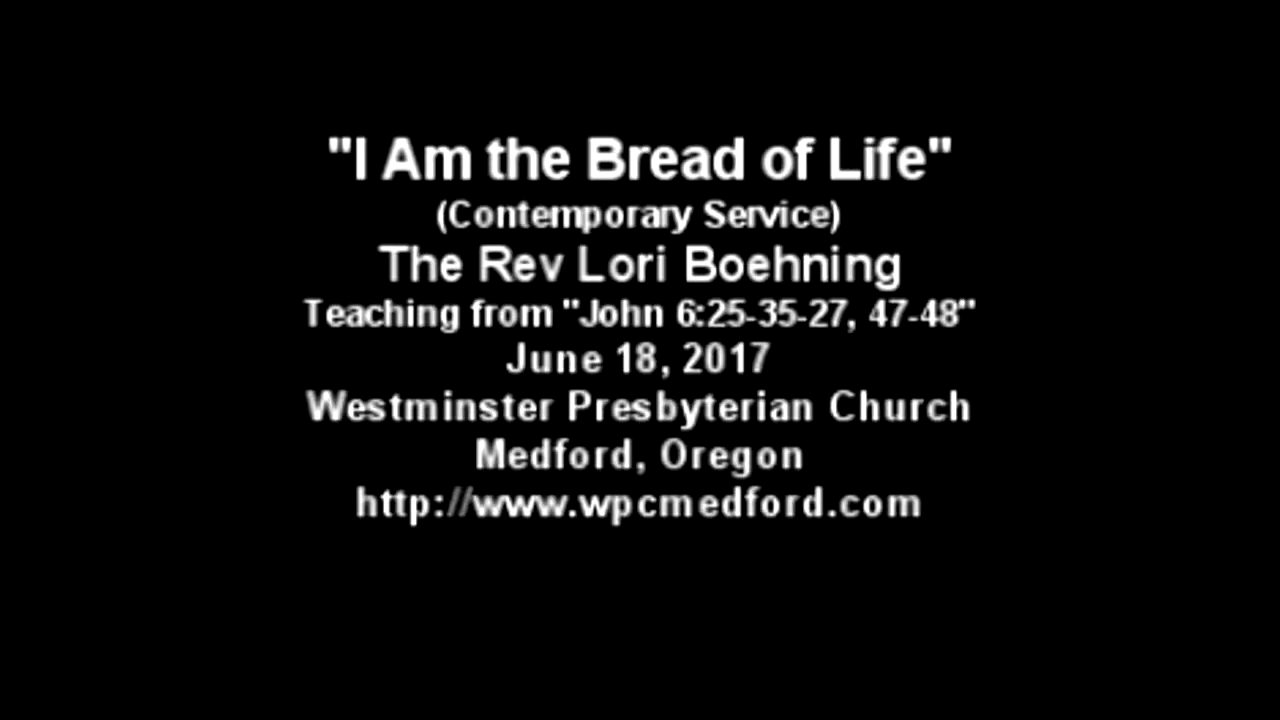 "I Am the Bread of Life"
(Contemporary Service)
The Rev Lori Boehning
Teaching from "John 6:25-35-27, 47-48"
June 18, 2017
Westminster Presbyterian Church
Medford, Oregon
http://www.wpcmedford.com